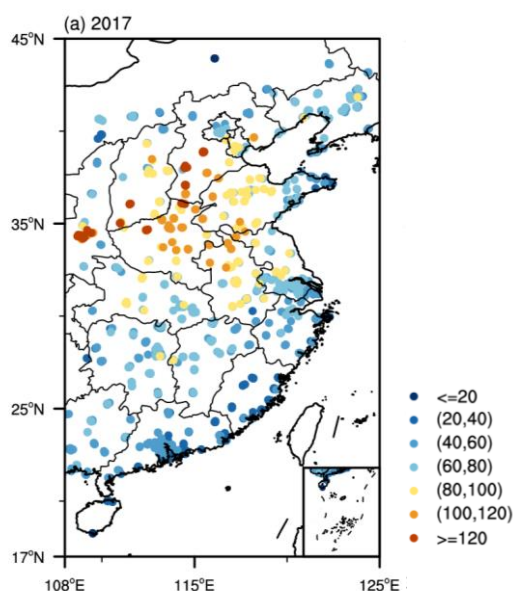 (a) 2017
45°N
35°N
25°N
17°N
108°E
115°E
125°E
<=20
(20,40)
(40,60)
(60,80)
(80,100)
(100,120)
>=120